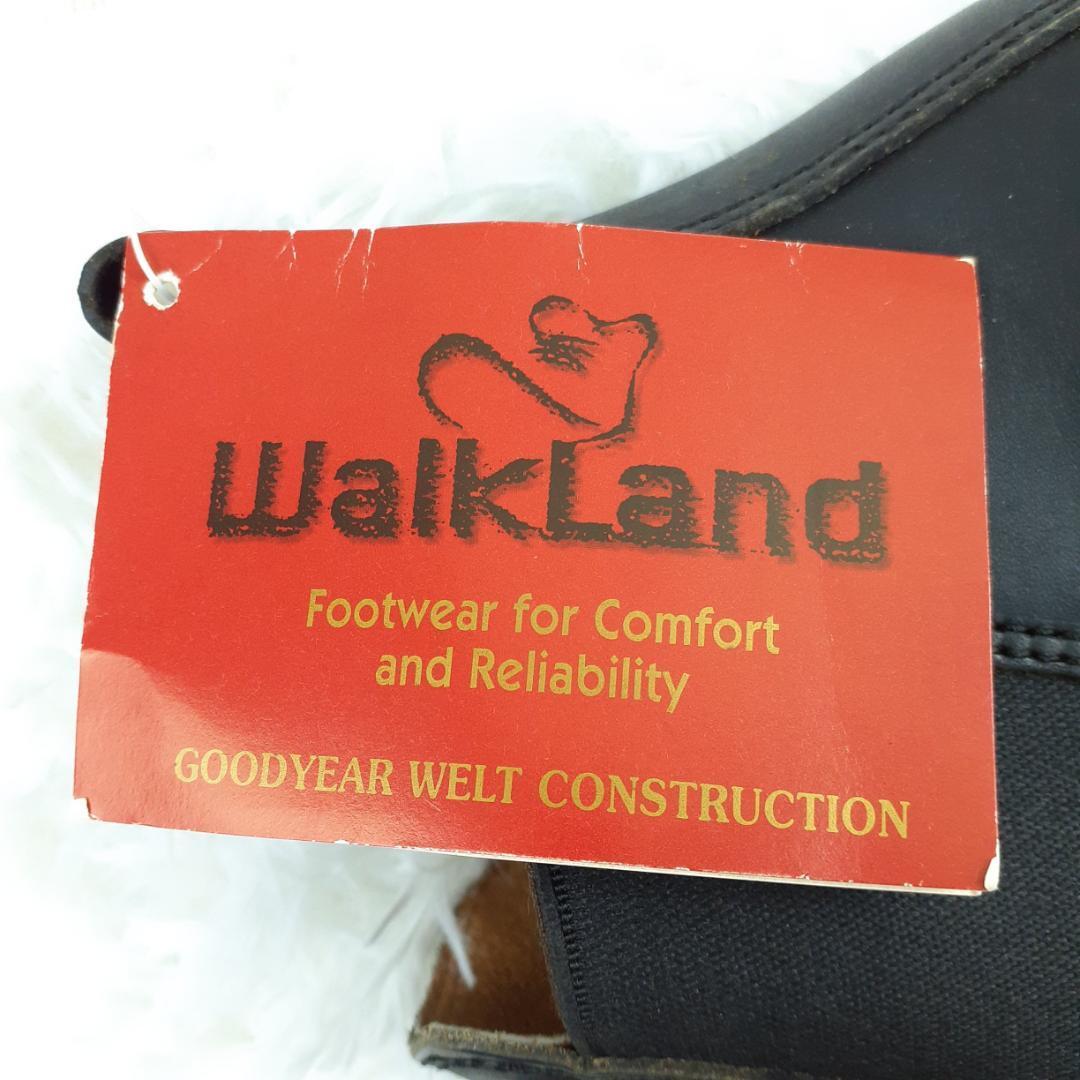 WalkLand
Footwear for Comfort
and Reliability
GOODYEAR WELT CONSTRUCTION